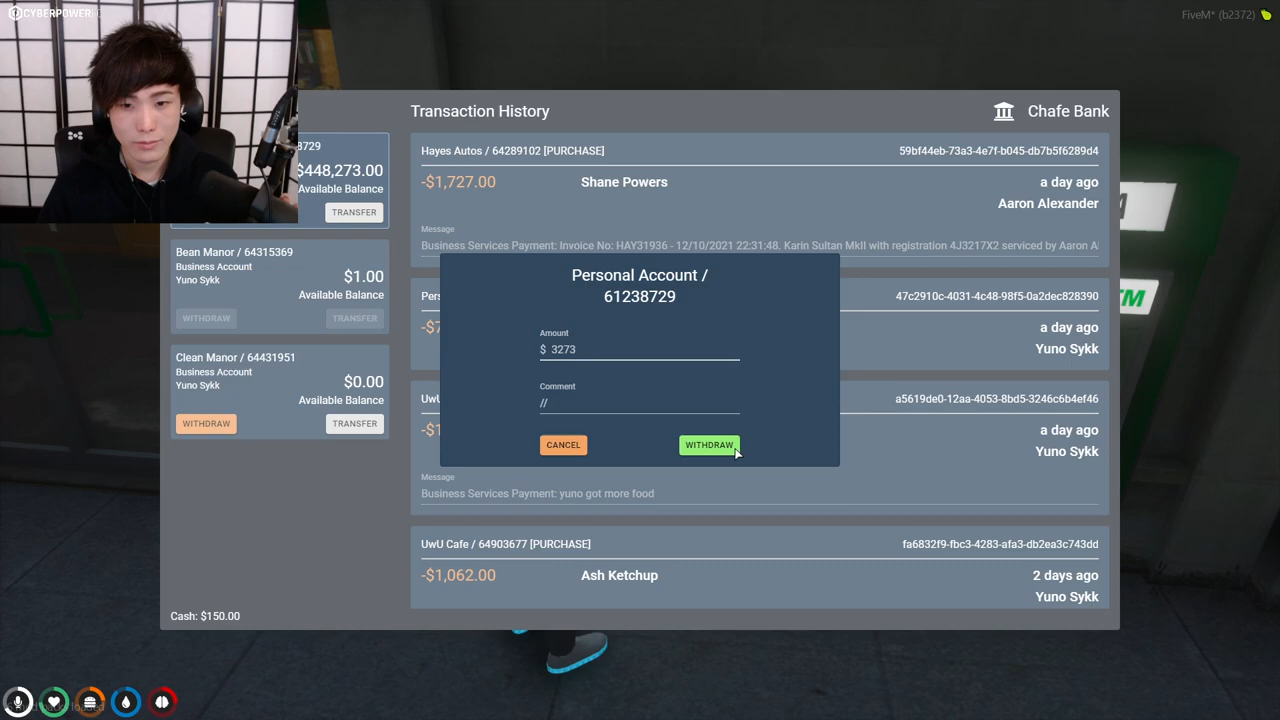 CYBERPOWER
FiveM* (b2372)
Transaction History
Chafe Bank
8729
$448,273.00
Available Balance
TRANSFER
Bean Manor / 64315369
Business Account
Yuno Sykk
$1.00
Available Balance
WITHDRAW
TRANSFER
Clean Manor / 64431951
Business Account
Yuno Sykk
$0.00
Available Balance
WITHDRAW
TRANSFER
Cash: $150.00
Hayes Autos / 64289102 [PURCHASE]
59bf44eb-73a3-4e7f-b045-db7b5f6289d4
-$1,727.00
Shane Powers
a day ago
Aaron Alexander
Message
Business Services Payment: Invoice No: HAY31936 - 12/10/2021 22:31:48. Karin Sultan MkII with registration 4J3217X2 serviced by Aaron Al
Pers
47c2910c-4031-4c48-98f5-0a2dec828390
a day ago
Yuno Sykk
UwU
a5619de0-12aa-4053-8bd5-3246c6b4ef46
-$1
a day ago
Yuno Sykk
Message
Business Services Payment: yuno got more food
UwU Cafe / 64903677 [PURCHASE]
fa6832f9-fbc3-4283-afa3-db2ea3c743dd
-$1,062.00
Ash Ketchup
2 days ago
Yuno Sykk
Personal Account /
61238729
Amount
$ 3273
Comment
//
CANCEL
WITHDRAW